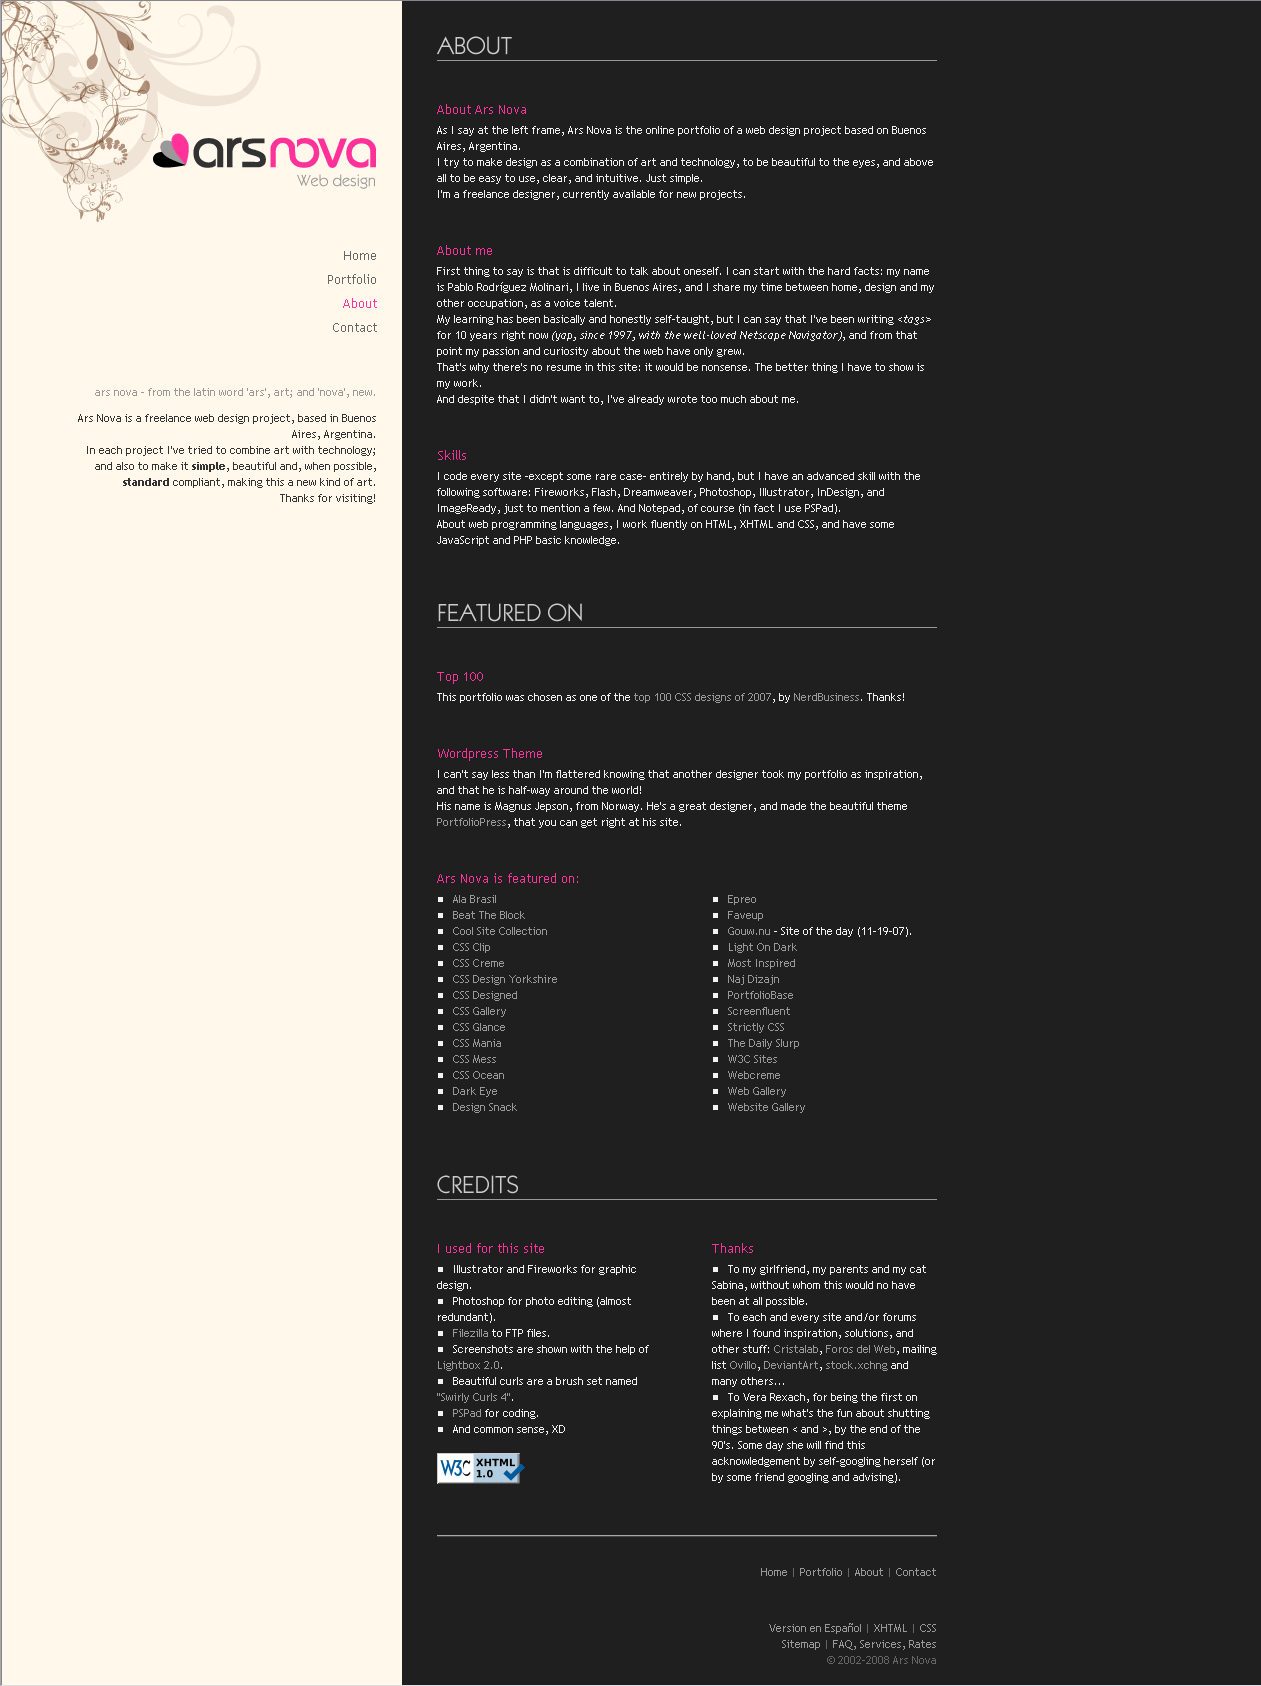 arsnova
Web design
Home
Portfolio
About
Contact
ars nova - from the latin word 'ars', art; and 'nova', new.
Ars Nova is a freelance web design project, based in Buenos
Aires, Argentina.
In each project I've tried to combine art with technology;
and also to make it simple, beautiful and, when possible,
standard compliant, making this a new kind of art.
Thanks for visiting!
ABOUT
About Ars Nova
As I say at the left frame, Ars Nova is the online portfolio of a web design project based on Buenos
Aires, Argentina.
I try to make design as a combination of art and technology, to be beautiful to the eyes, and above
all to be easy to use, clear, and intuitive. Just simple.
I'm a freelance designer, currently available for new projects.
About me
First thing to say is that is difficult to talk about oneself. I can start with the hard facts: my name
is Pablo Rodríguez Molinari, I live in Buenos Aires, and I share my time between home, design and my
other occupation, as a voice talent.
My learning has been basically and honestly self-taught, but I can say that I've been writing <tags>
for 10 years right now (yap, since 1997, with the well-loved Netscape Navigator), and from that
point my passion and curiosity about the web have only grew.
That's why there's no resume in this site: it would be nonsense. The better thing I have to show is
my work.
And despite that I didn't want to, I've already wrote too much about me.
Skills
I code every site -except some rare case- entirely by hand, but I have an advanced skill with the
following software: Fireworks, Flash, Dreamweaver, Photoshop, Illustrator, InDesign, and
ImageReady, just to mention a few. And Notepad, of course (in fact I use PSPad).
About web programming languages, I work fluently on HTML, XHTML and CSS, and have some
JavaScript and PHP basic knowledge.
FEATURED ON
Top 100
This portfolio was chosen as one of the top 100 CSS designs of 2007, by NerdBusiness. Thanks!
Wordpress Theme
I can't say less than I'm flattered knowing that another designer took my portfolio as inspiration,
and that he is half-way around the world!
His name is Magnus Jepson, from Norway. He's a great designer, and made the beautiful theme
PortfolioPress, that you can get right at his site.
Ars Nova is featured on:
Ala Brasil
Beat The Block
Cool Site Collection
CSS Clip
CSS Creme
CSS Design Yorkshire
CSS Designed
CSS Gallery
CSS Glance
CSS Mania
CSS Mess
CSS Ocean
Dark Eye
Design Snack
Epreo
Faveup
Gouw.nu - Site of the day (11-19-07).
Light On Dark
Most Inspired
Naj Dizajn
PortfolioBase
Screenfluent
Strictly CSS
The Daily Slurp
W3C Sites
Webcreme
Web Gallery
Website Gallery
CREDITS
I used for this site
Illustrator and Fireworks for graphic
design.
Photoshop for photo editing (almost
redundant).
Filezilla to FTP files.
Screenshots are shown with the help of
Lightbox 2.0.
Beautiful curls are a brush set named
"Swirly Curls 4".
PSPad for coding.
And common sense, XD
W3C XHTML
1.0
Thanks
To my girlfriend, my parents and my cat
Sabina, without whom this would no have
been at all possible.
To each and every site and/or forums
where I found inspiration, solutions, and
other stuff: Cristalab, Foros del Web, mailing
list Ovillo, DeviantArt, stock.xchng and
many others...
To Vera Rexach, for being the first on
explaining me what's the fun about shutting
things between < and >, by the end of the
90's. Some day she will find this
acknowledgement by self-googling herself (or
by some friend googling and advising).
Home | Portfolio | About | Contact
Version en Español | XHTML | CSS
Sitemap | FAQ, Services, Rates
© 2002-2008 Ars Nova